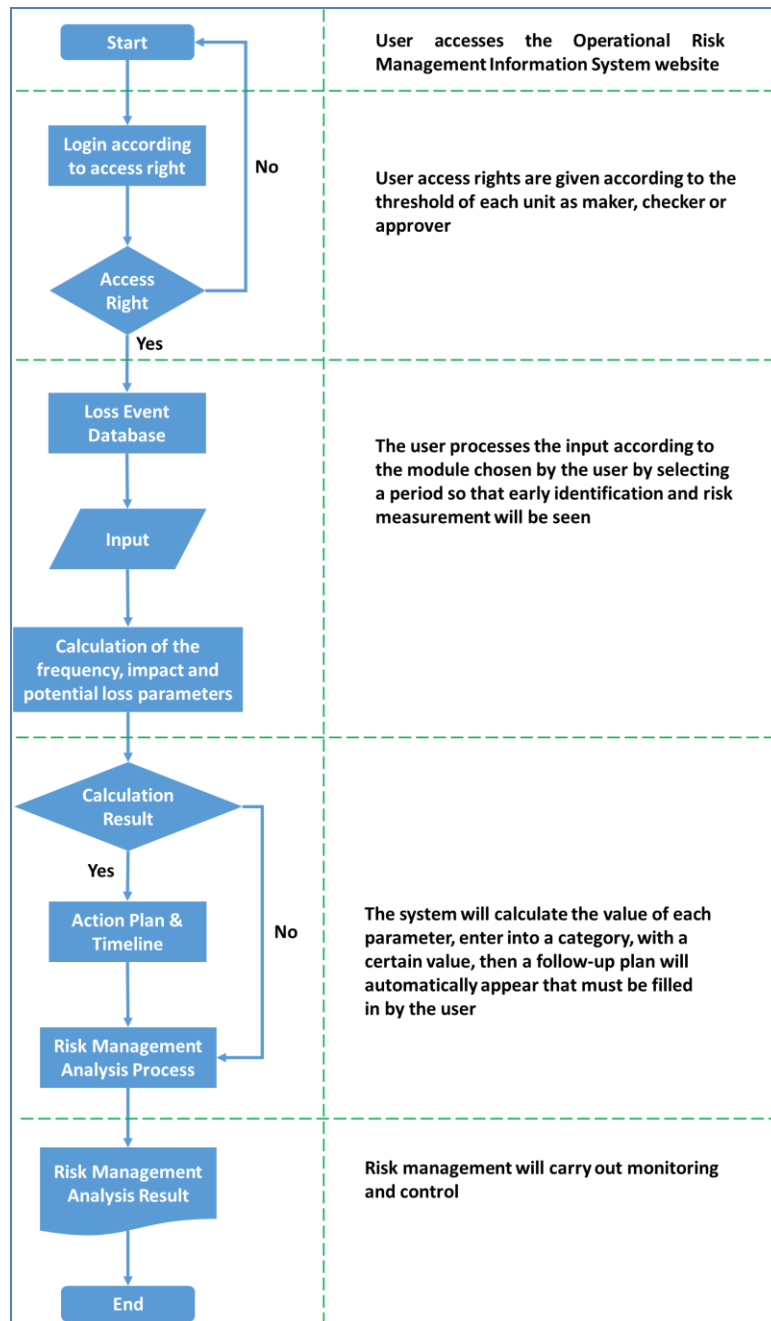 Start
User accesses the Operational Risk
Management Information System website
Login according
to access right
No
User access rights are given according to the
threshold of each unit as maker, checker or
approver
Access
Right
Yes
Loss Event
Database
The user processes the input according to
the module chosen by the user by selecting
a period so that early identification and risk
measurement will be seen
Input
Calculation of the
frequency, impact and
potential loss parameters
Calculation
Result
Yes
Action Plan &
Timeline
No
The system will calculate the value of each
parameter, enter into a category, with a
certain value, then a follow-up plan will
automatically appear that must be filled
in by the user
Risk Management
Analysis Process
Risk Management
Analysis Result
Risk management will carry out monitoring
and control
End